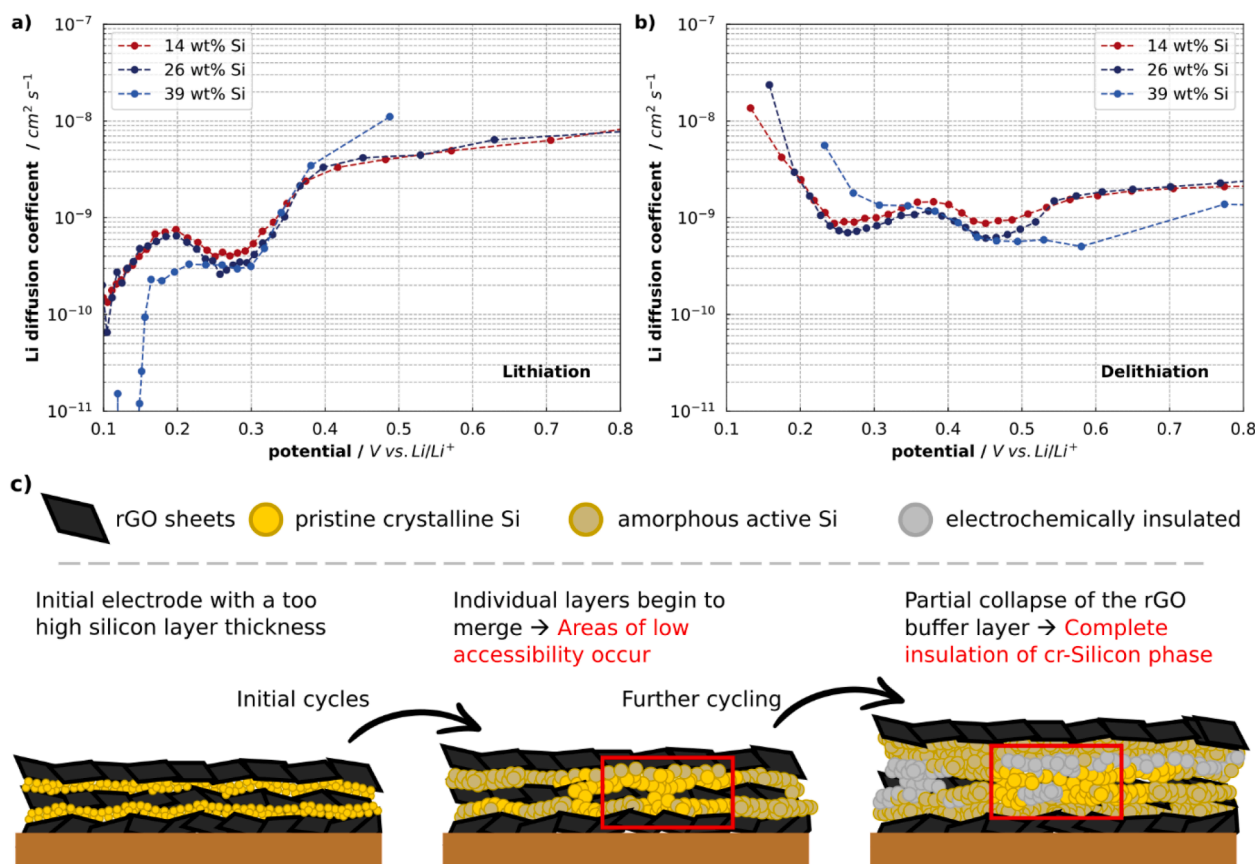 a)
10⁻⁷
10⁻⁸
10⁻⁹
10⁻¹⁰
10⁻¹¹
Li diffusion coefficent / cm² s⁻¹
14 wt% Si
26 wt% Si
39 wt% Si
Lithiation
0.1 0.2 0.3 0.4 0.5 0.6 0.7 0.8
potential / V vs. Li/Li⁺
b)
10⁻⁷
10⁻⁸
10⁻⁹
10⁻¹⁰
10⁻¹¹
Li diffusion coefficent / cm² s⁻¹
14 wt% Si
26 wt% Si
39 wt% Si
Delithiation
0.1 0.2 0.3 0.4 0.5 0.6 0.7 0.8
potential / V vs. Li/Li⁺
c)
rGO sheets pristine crystalline Si amorphous active Si electrochemically insulated
Initial electrode with a too
high silicon layer thickness
Individual layers begin to
merge → Areas of low
accessibility occur
Partial collapse of the rGO
buffer layer → Complete
insulation of cr-Silicon phase
Initial cycles
Further cycling